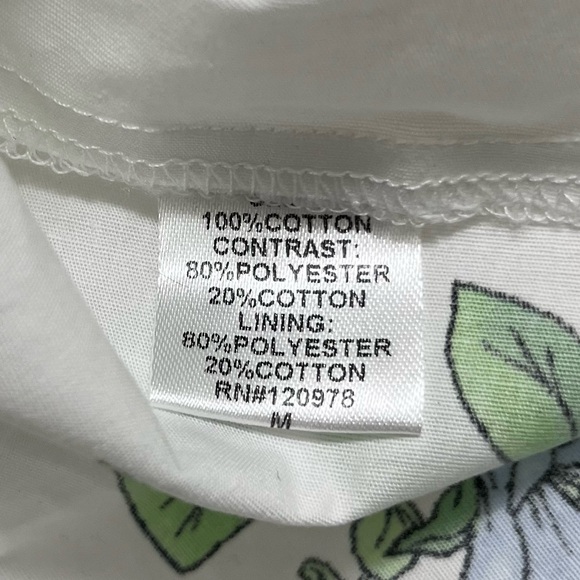 100%COTTON
CONTRAST:
80%POLYESTER
20%COTTON
LINING:
80%POLYESTER
20%COTTON
RN#120978
M